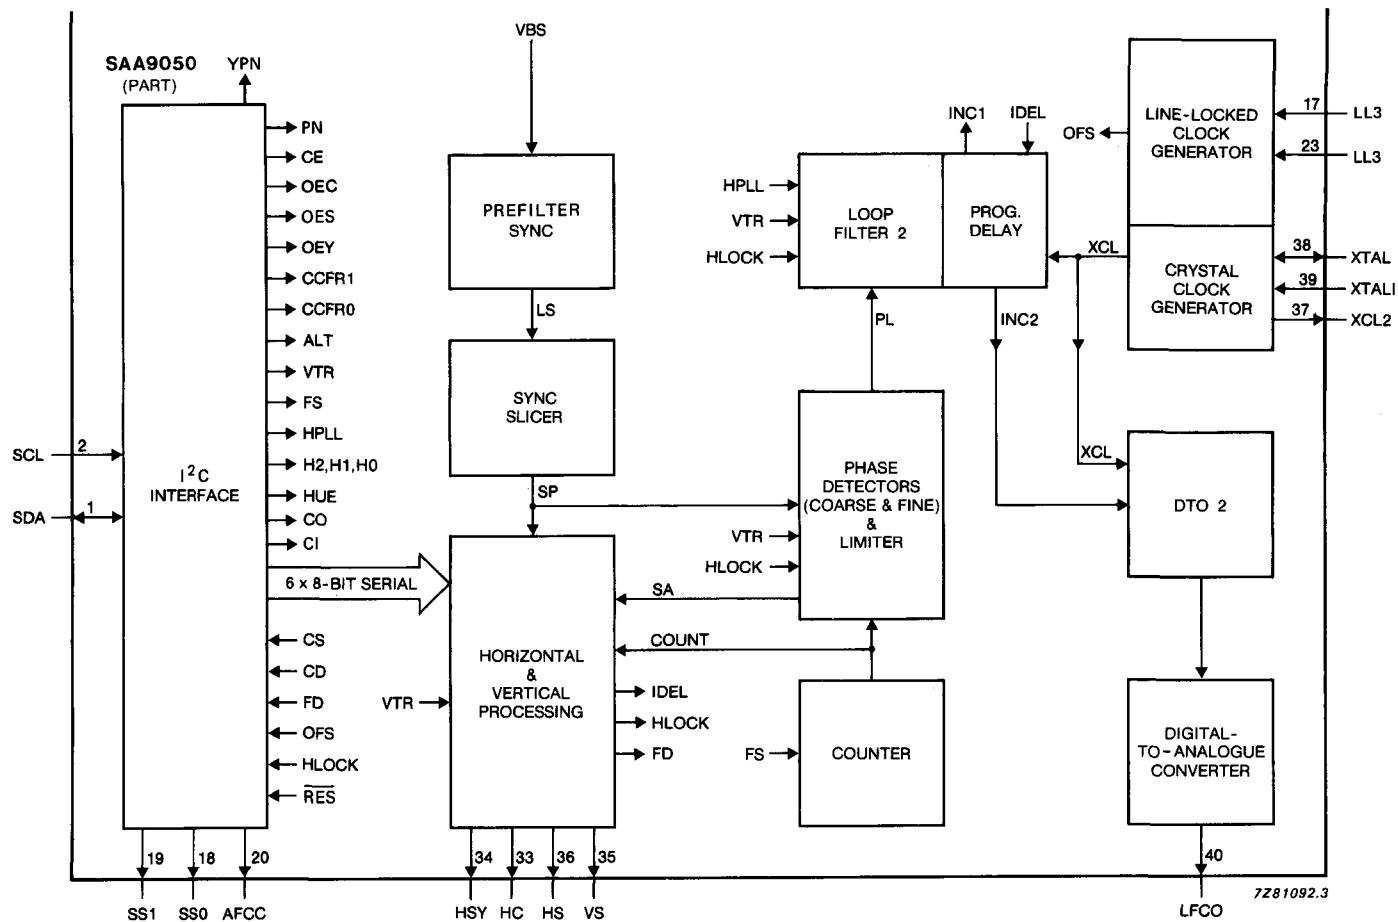 SAA9050
(PART)
YPN
VBS
PN
CE
OEC
OES
OEY
CCFR1
CCFR0
ALT
VTR
FS
HPLL
H2,H1,H0
HUE
CO
CI
6 x 8-BIT SERIAL
CS
CD
FD
OFS
HLOCK
RES
SCL
2
SDA
1
I²C
INTERFACE
19
18
20
SS1
SS0
AFCC
PREFILTER
SYNC
LS
SYNC
SLICER
SP
HORIZONTAL
&
VERTICAL
PROCESSING
VTR
SA
COUNT
IDEL
HLOCK
FD
34
33
36
35
HSY
HC
HS
VS
INC1
IDEL
HPLL
VTR
HLOCK
LOOP
FILTER 2
PROG.
DELAY
PL
INC2
PHASE
DETECTORS
(COARSE & FINE)
&
LIMITER
VTR
HLOCK
FS
COUNTER
OFS
LINE-LOCKED
CLOCK
GENERATOR
17
LL3
23
LL3
XCL
CRYSTAL
CLOCK
GENERATOR
38
XTAL
39
XTALI
37
XCL2
XCL
DTO 2
DIGITAL-
TO-ANALOGUE
CONVERTER
40
LFCO
7Z81092.3